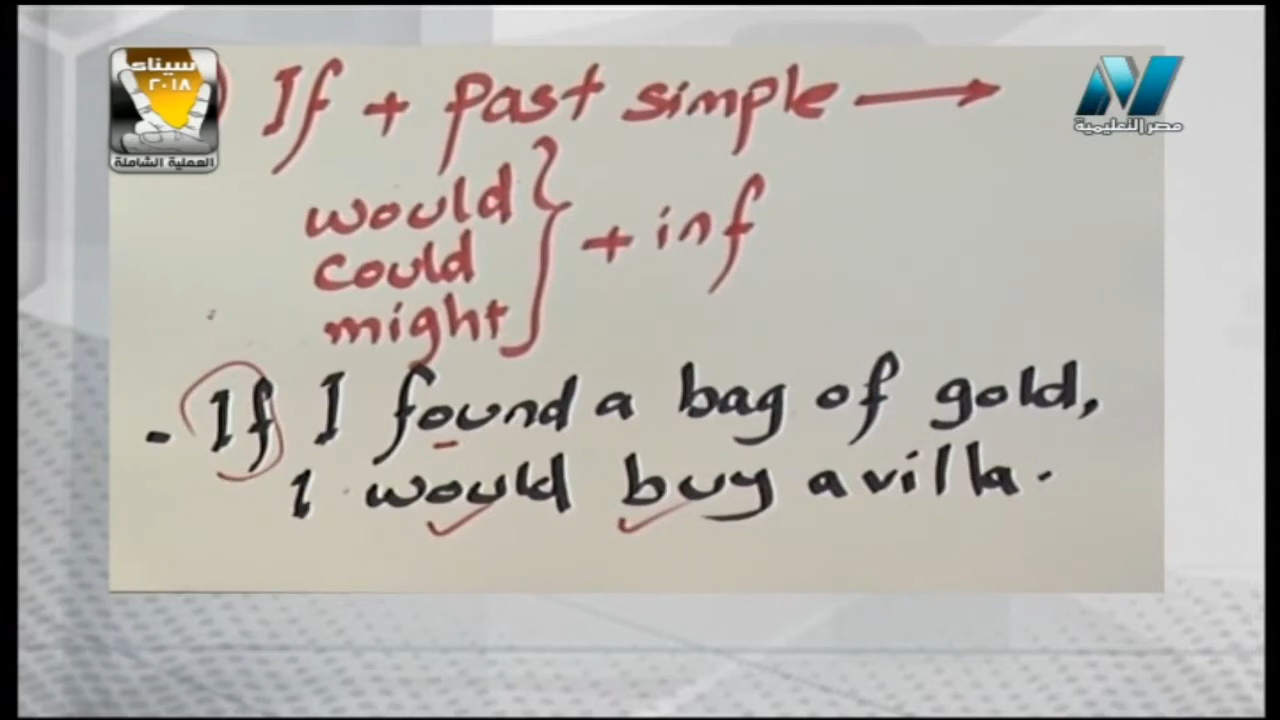 سيناء
٢٠١٨
العملية الشاملة
مصر التعليمية
) If + past simple →
would
could
might
} + inf
- If I found a bag of gold,
I would buy a villa.